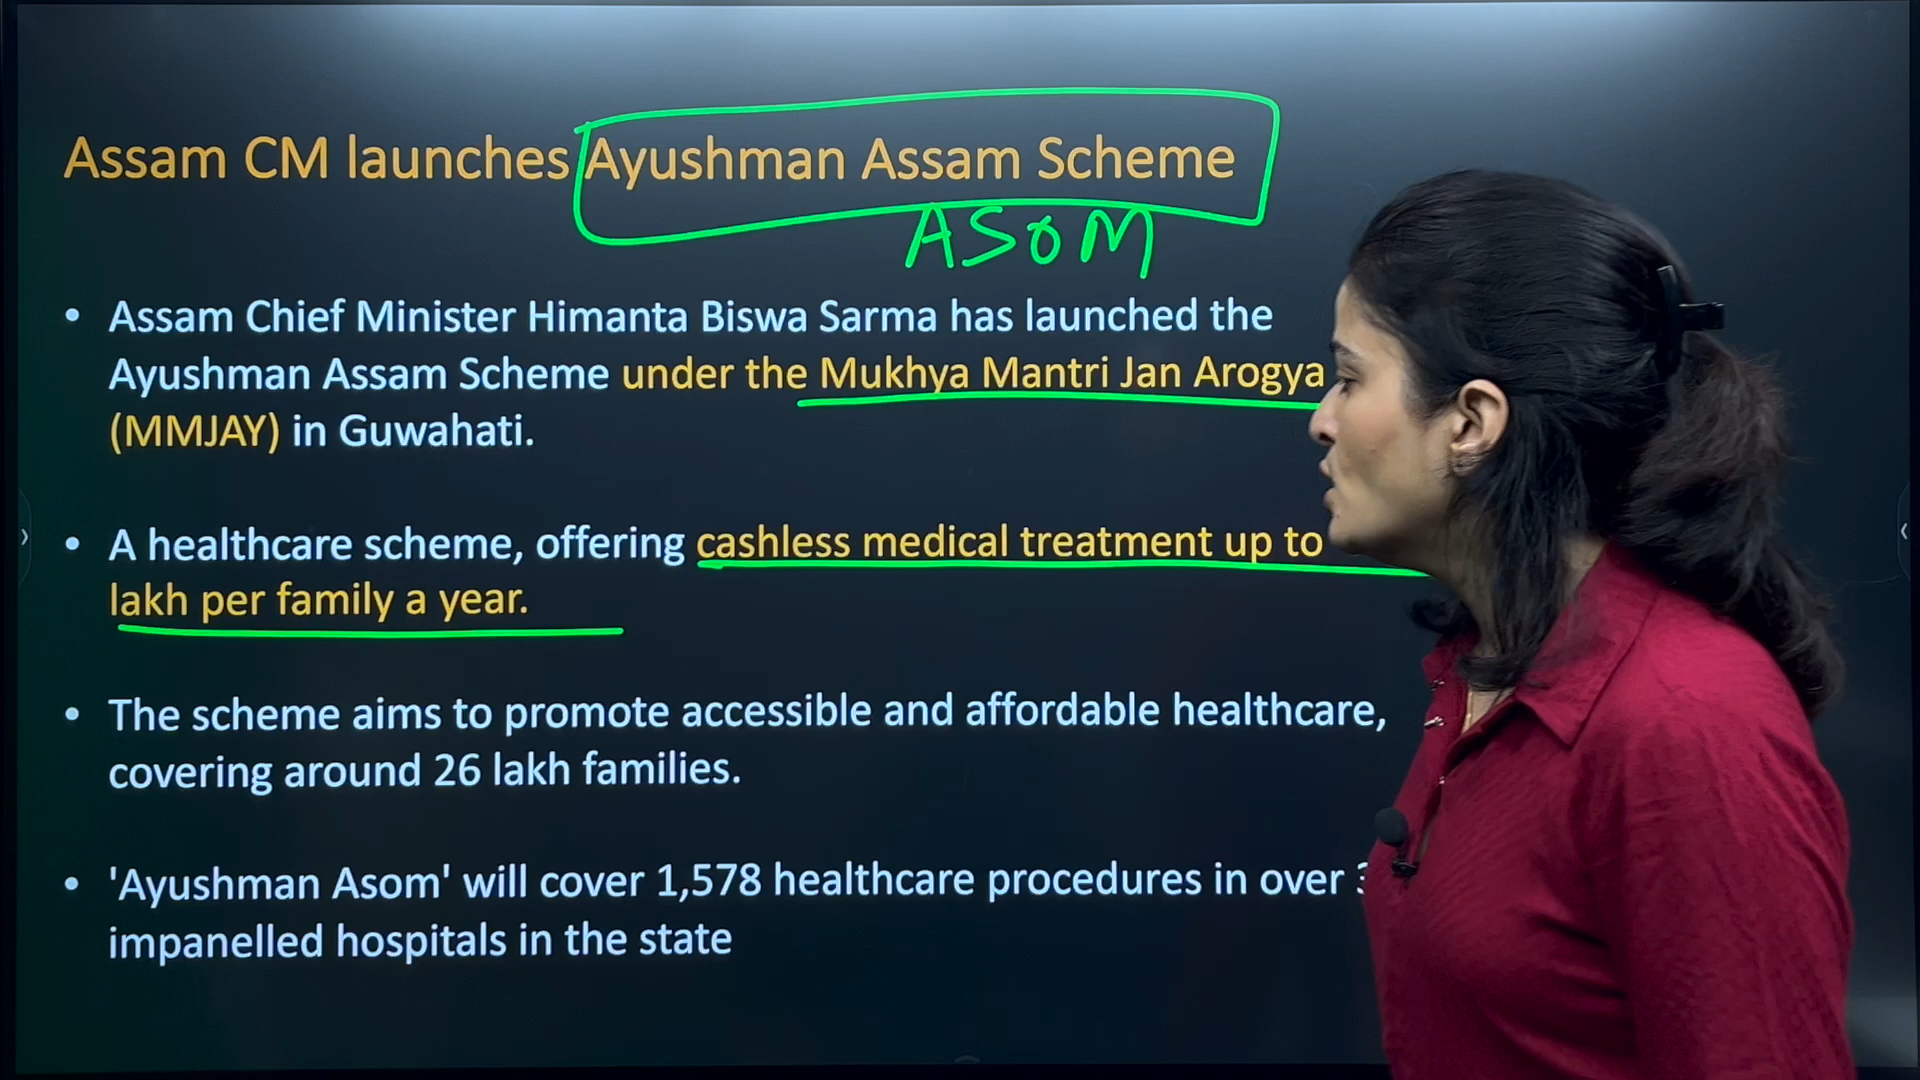 Assam CM launches Ayushman Assam Scheme
ASOM
• Assam Chief Minister Himanta Biswa Sarma has launched the
Ayushman Assam Scheme under the Mukhya Mantri Jan Arogya
(MMJAY) in Guwahati.
• A healthcare scheme, offering cashless medical treatment up to
lakh per family a year.
• The scheme aims to promote accessible and affordable healthcare,
covering around 26 lakh families.
• 'Ayushman Asom' will cover 1,578 healthcare procedures in over
impanelled hospitals in the state